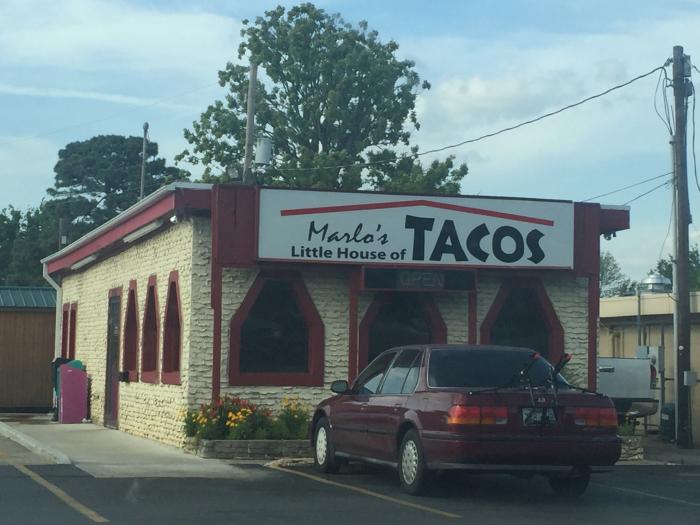 Marlo's
Little House of TACOS
OPEN